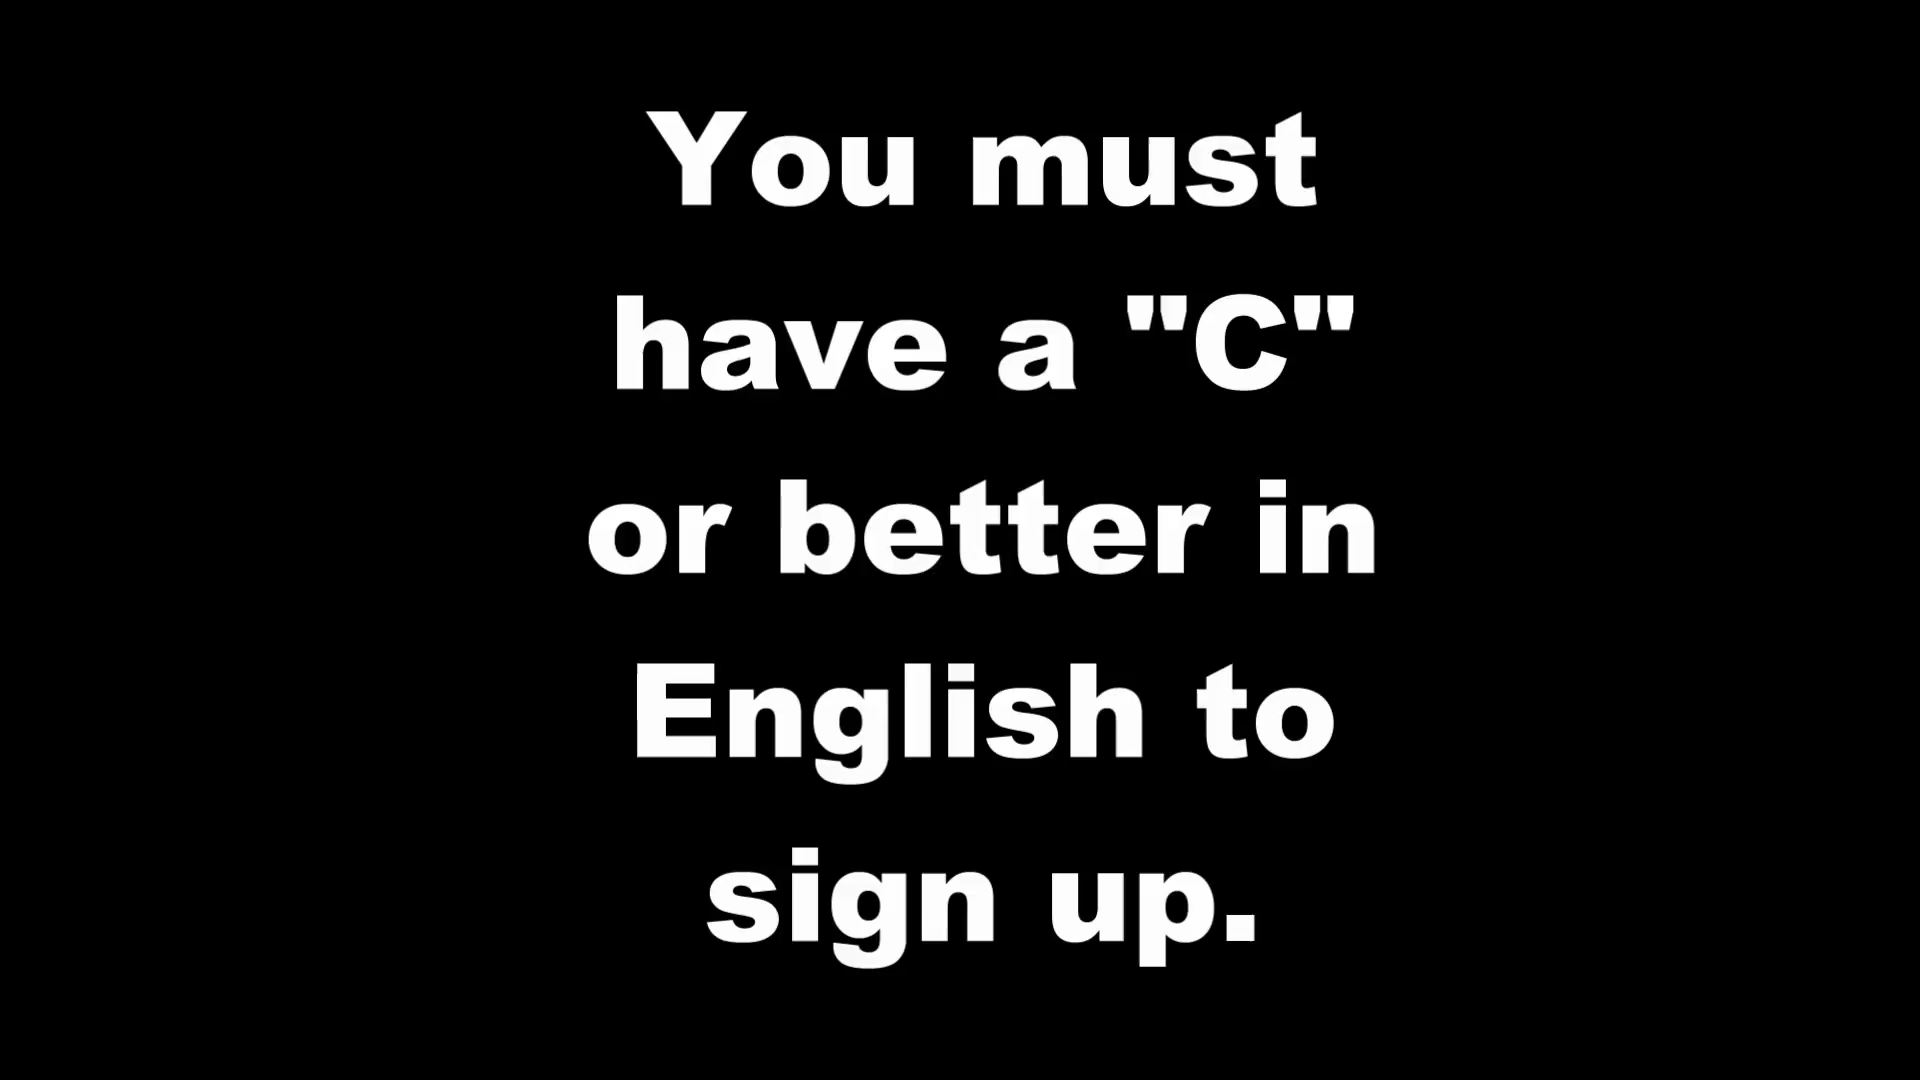 You must
have a "C"
or better in
English to
sign up.